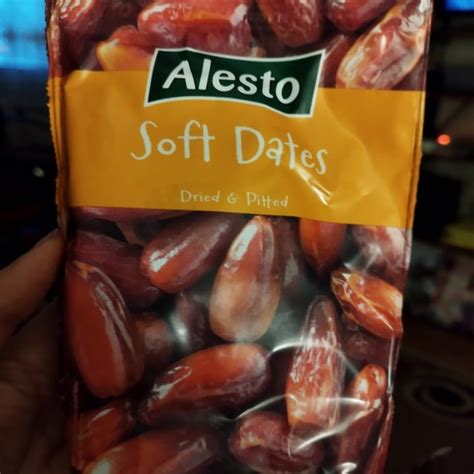 Alesto
Soft Dates
Dried & Pitted